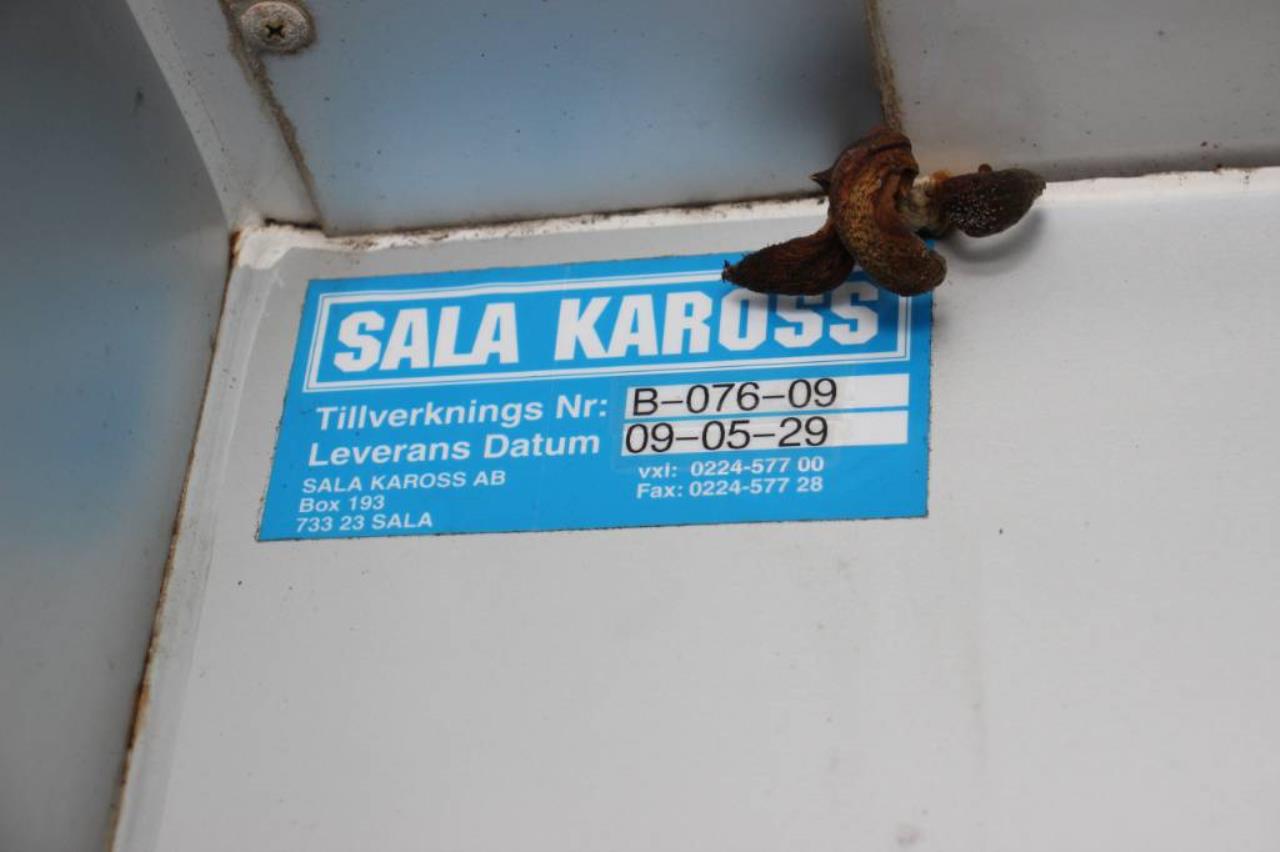 SALA KAROSS
Tillverknings Nr: B-076-09
Leverans Datum 09-05-29
SALA KAROSS AB
Box 193
733 23 SALA
vxl: 0224-577 00
Fax: 0224-577 28